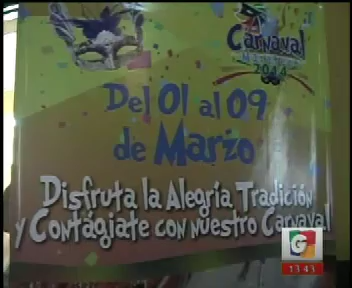 Carnaval
Del 01 al 09
de Marzo
Disfruta la Alegría Tradición
y Contágiate con nuestro Carnaval
G
13:43